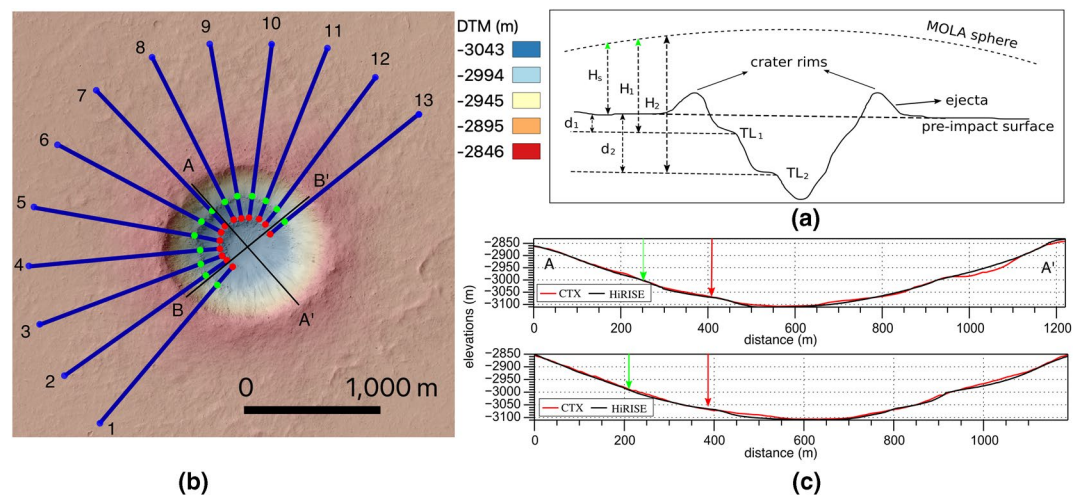 DTM (m)
-3043
-2994
-2945
-2895
-2846
1
2
3
4
5
6
7
8
9
10
11
12
13
A
B'
B
A'
0
1,000 m
(b)
MOLA sphere
crater rims
Hs
H1
H2
ejecta
d1
TL1
pre-impact surface
d2
TL2
(a)
elevations (m)
−2850
−2900
−2950
−3000
−3050
−3100
A
A'
CTX HiRISE
0 200 400 600 800 1000 1200
distance (m)
−2850
−2900
−2950
−3000
−3050
−3100
CTX HiRISE
0 200 400 600 800 1000
distance (m)
(c)